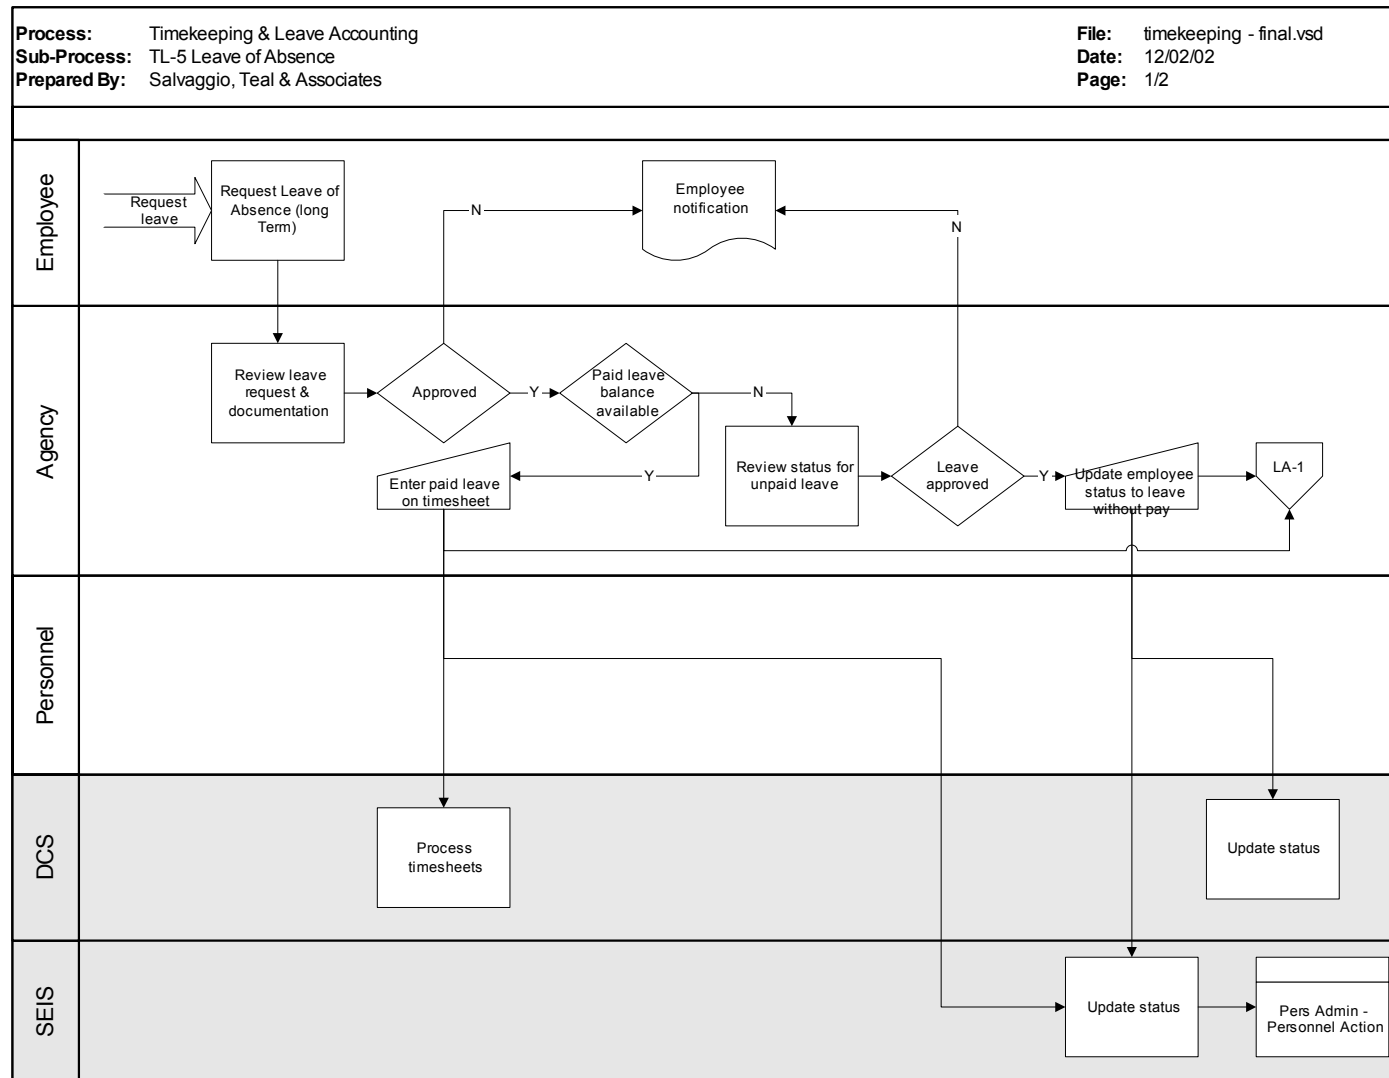 Process: Timekeeping & Leave Accounting
Sub-Process: TL-5 Leave of Absence
Prepared By: Salvaggio, Teal & Associates
File: timekeeping - final.vsd
Date: 12/02/02
Page: 1/2
Employee
Request
leave
Request Leave of
Absence (long
Term)
N
Employee
notification
N
Agency
Review leave
request &
documentation
Approved
Y
Paid leave
balance
available
N
Y
Enter paid leave
on timesheet
Review status for
unpaid leave
Leave
approved
Y
Update employee
status to leave
without pay
LA-1
Personnel
DCS
Process
timesheets
Update status
SEIS
Update status
Pers Admin -
Personnel Action